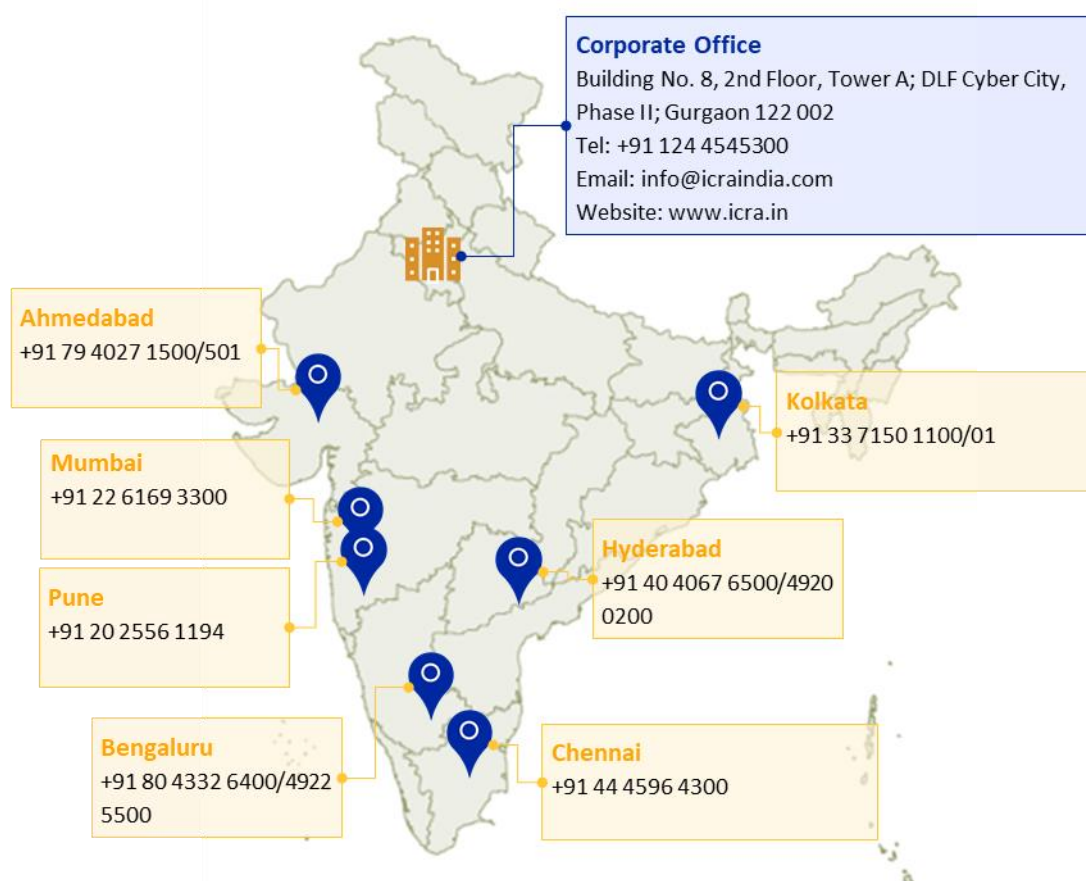 Corporate Office
Building No. 8, 2nd Floor, Tower A; DLF Cyber City,
Phase II; Gurgaon 122 002
Tel: +91 124 4545300
Email: info@icraindia.com
Website: www.icra.in
Ahmedabad
+91 79 4027 1500/501
Kolkata
+91 33 7150 1100/01
Mumbai
+91 22 6169 3300
Hyderabad
+91 40 4067 6500/4920
0200
Pune
+91 20 2556 1194
Bengaluru
+91 80 4332 6400/4922
5500
Chennai
+91 44 4596 4300